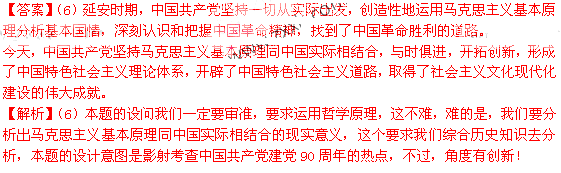 【答案】(6) 延安时期，中国共产党坚持一切从实际出发，创造性地运用马克思主义基本原
理分析基本国情，深刻认识和把握中国革命规律，找到了中国革命胜利的道路。
今天，中国共产党坚持马克思主义基本原理同中国实际相结合，与时俱进，开拓创新，形成
了中国特色社会主义理论体系，开辟了中国特色社会主义道路，取得了社会主义文化现代化
建设的伟大成就。
【解析】(6) 本题的设问我们一定要审准，要求运用哲学原理，这不难，难的是，我们要分
析出马克思主义基本原理同中国实际相结合的现实意义，这个要求我们综合历史知识去分
析，本题的设计意图是影射考查中国共产党建党 90 周年的热点，不过，角度有创新！